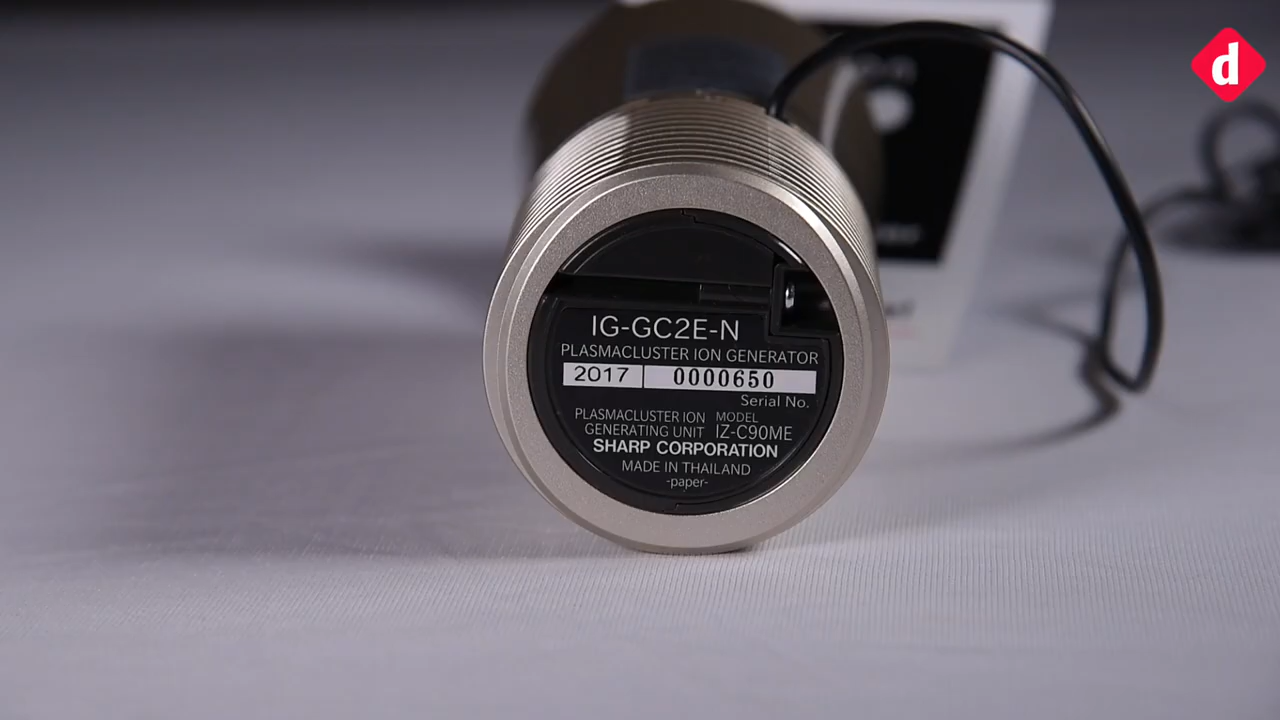 d
IG-GC2E-N
PLASMACLUSTER ION GENERATOR
2017 0000650
Serial No.
PLASMACLUSTER ION MODEL
GENERATING UNIT IZ-C90ME
SHARP CORPORATION
MADE IN THAILAND
-paper-